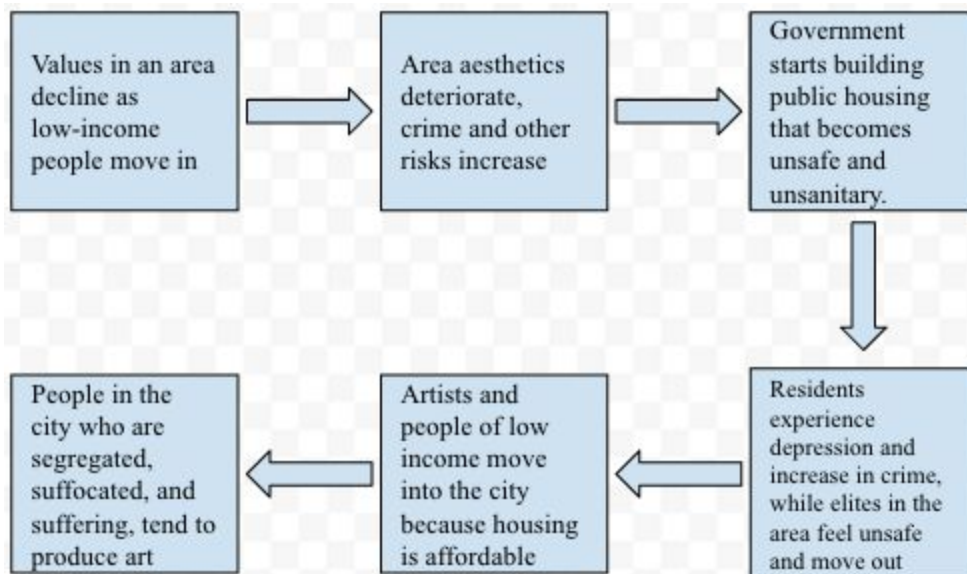 Values in an area
decline as
low-income
people move in
Area aesthetics
deteriorate,
crime and other
risks increase
Government
starts building
public housing
that becomes
unsafe and
unsanitary.
Residents
experience
depression and
increase in crime,
while elites in the
area feel unsafe
and move out
Artists and
people of low
income move
into the city
because housing
is affordable
People in the
city who are
segregated,
suffocated, and
suffering, tend to
produce art